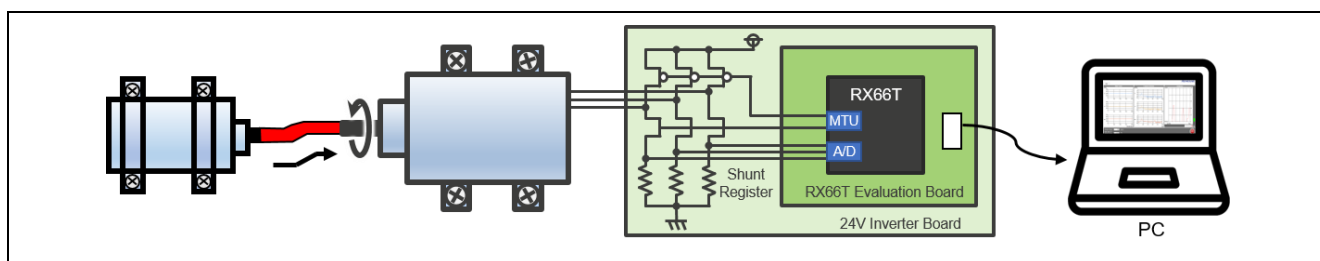 RX66T
MTU
A/D
Shunt
Register
RX66T Evaluation Board
24V Inverter Board
PC